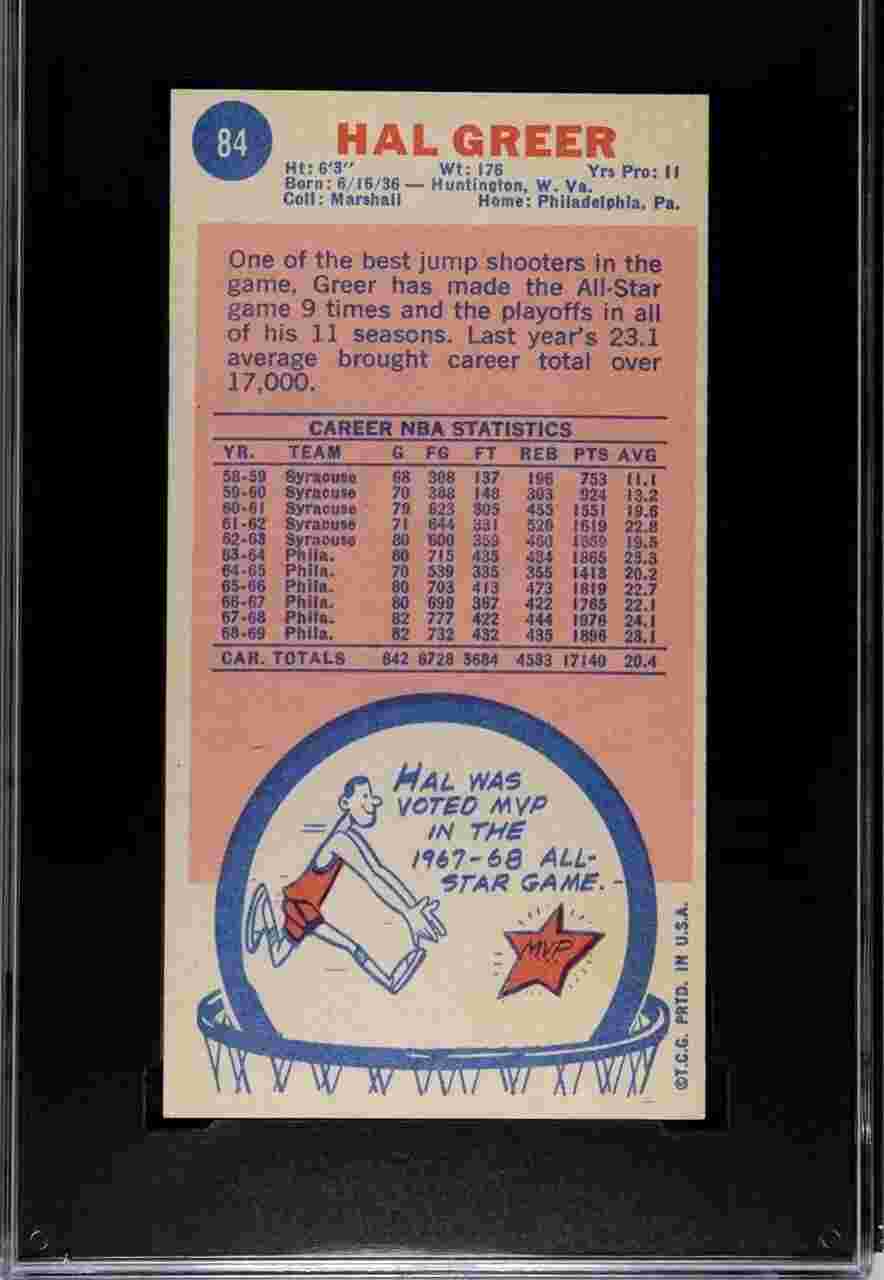 84
HAL GREER
Ht: 6'3" Wt: 176 Yrs Pro: 11
Born: 6/16/36 — Huntington, W. Va.
Coll: Marshall Home: Philadelphia, Pa.
One of the best jump shooters in the
game, Greer has made the All-Star
game 9 times and the playoffs in all
of his 11 seasons. Last year's 23.1
average brought career total over
17,000.
CAREER NBA STATISTICS
YR. TEAM G FG FT REB PTS AVG
58-59 Syracuse 68 308 137 196 753 11.1
59-60 Syracuse 70 388 148 303 924 13.2
60-61 Syracuse 79 623 305 455 1551 19.6
61-62 Syracuse 71 644 331 526 1619 22.8
62-63 Syracuse 80 600 359 19.5
63-64 Phila. 80 715 435 484 1865 23.3
64-65 Phila. 70 539 335 355 1413 20.2
65-66 Phila. 80 703 413 473 1819 22.7
66-67 Phila. 80 699 367 422 1765 22.1
67-68 Phila. 82 777 422 444 1976 24.1
68-69 Phila. 82 732 432 435 1896 23.1
CAR. TOTALS 842 6728 3684 4583 17140 20.4
HAL WAS
VOTED MVP
IN THE
1967-68 ALL-
STAR GAME. -
MVP
©T.C.G. PRTD. IN U.S.A.